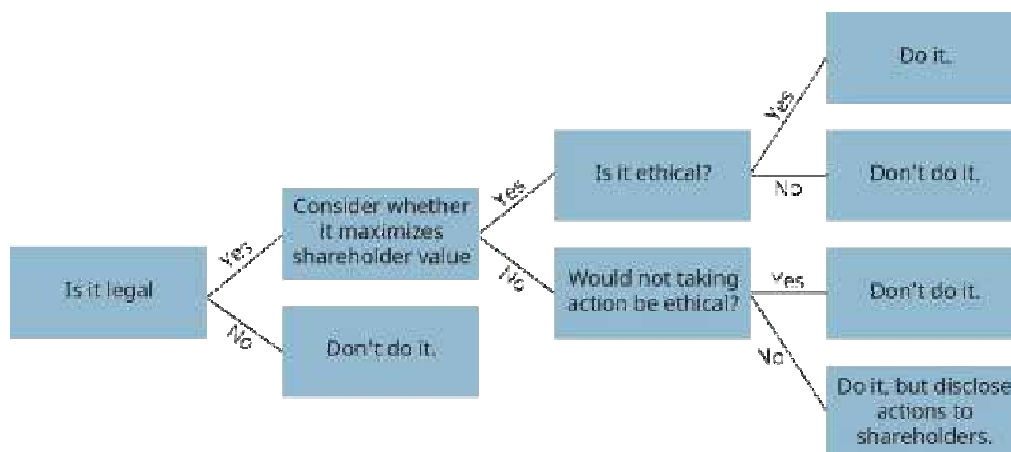 Is it legal
Yes
No
Consider whether
it maximizes
shareholder value
Don't do it.
Yes
No
Is it ethical?
Would not taking
action be ethical?
Yes
No
Yes
No
Do it.
Don't do it.
Don't do it.
Do it, but disclose
actions to
shareholders.